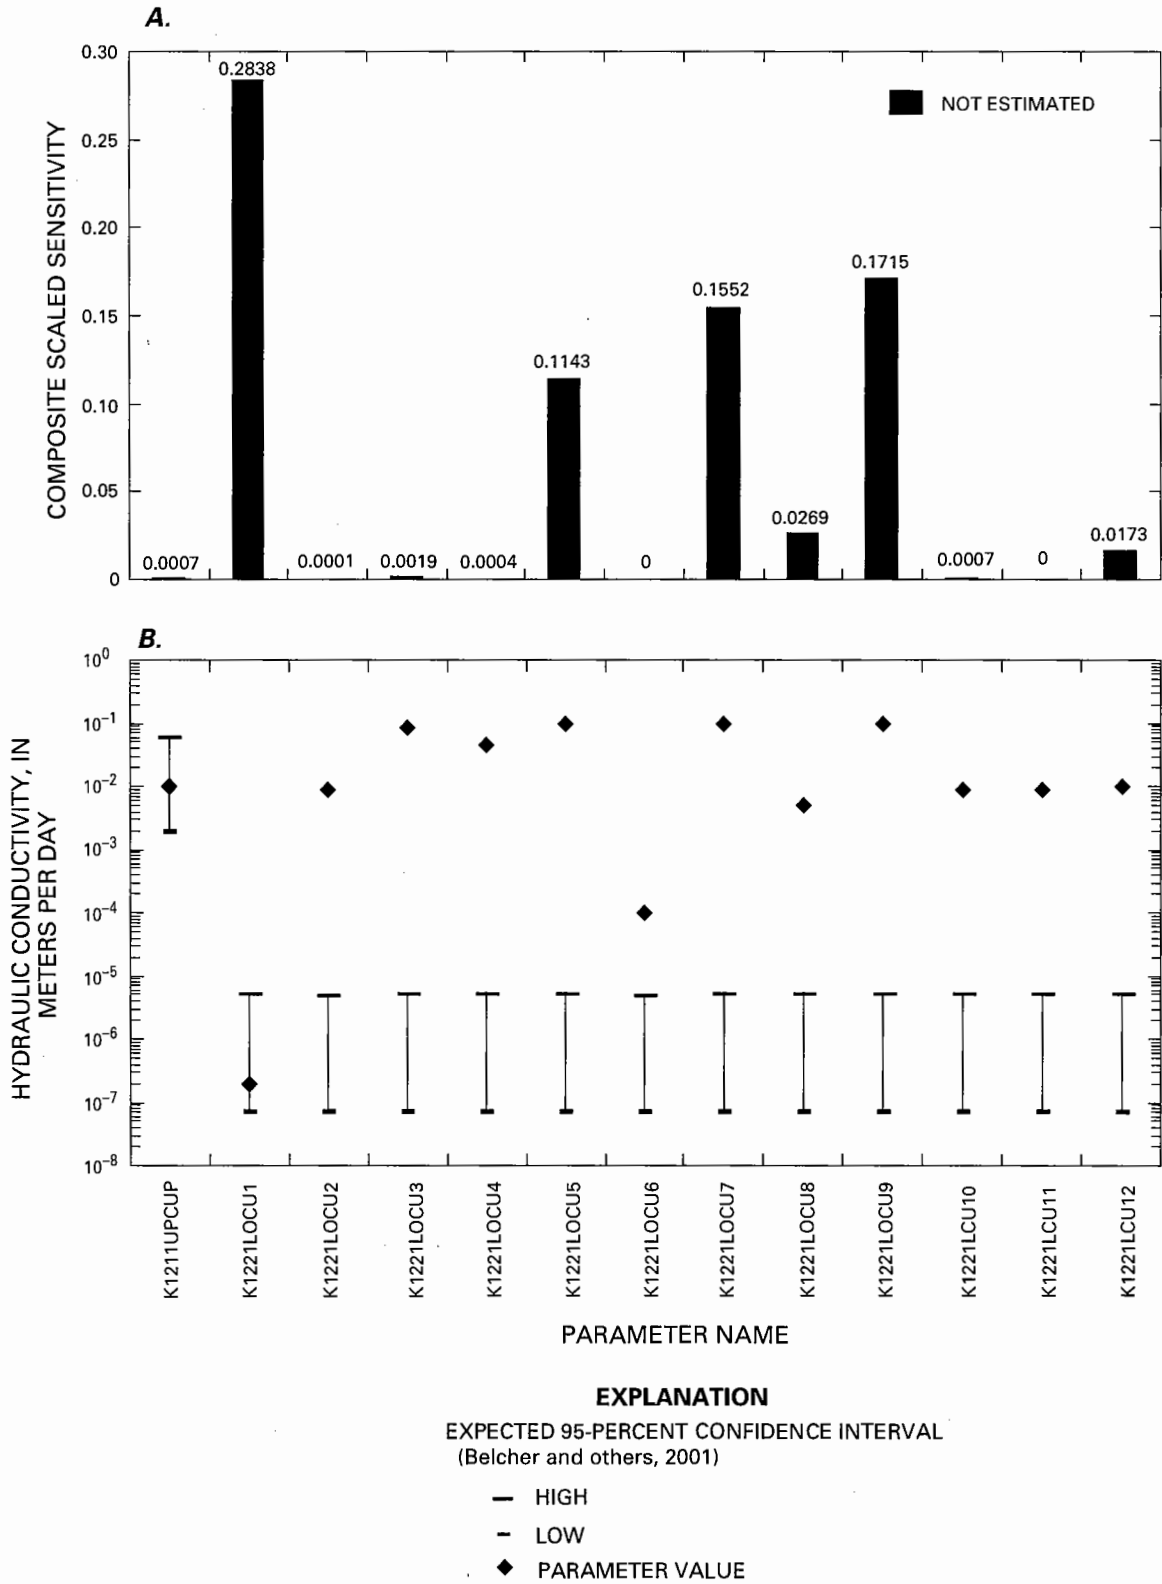 A.
COMPOSITE SCALED SENSITIVITY
0.30
0.25
0.20
0.15
0.10
0.05
0
0.0007
0.2838
0.0001
0.0019
0.0004
0.1143
0
0.1552
0.0269
0.1715
0.0007
0
0.0173
NOT ESTIMATED
B.
HYDRAULIC CONDUCTIVITY, IN
METERS PER DAY
10⁰
10⁻¹
10⁻²
10⁻³
10⁻⁴
10⁻⁵
10⁻⁶
10⁻⁷
10⁻⁸
K1211UPCUP
K1221LOCU1
K1221LOCU2
K1221LOCU3
K1221LOCU4
K1221LOCU5
K1221LOCU6
K1221LOCU7
K1221LOCU8
K1221LOCU9
K1221LCU10
K1221LCU11
K1221LCU12
PARAMETER NAME
EXPLANATION
EXPECTED 95-PERCENT CONFIDENCE INTERVAL
(Belcher and others, 2001)
HIGH
LOW
PARAMETER VALUE